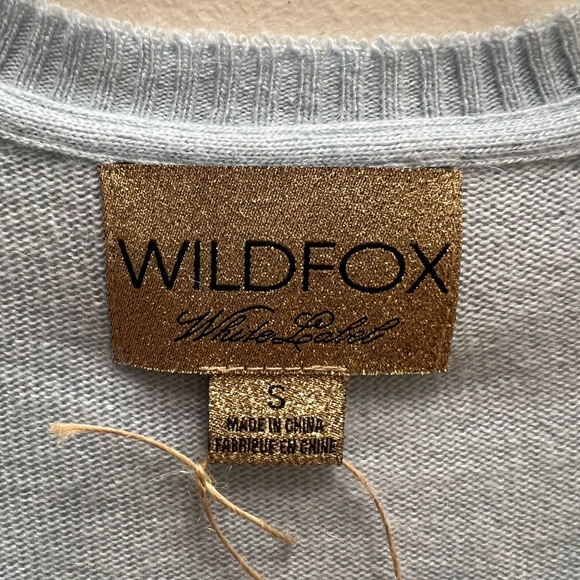 WILDFOX
White Label
S
MADE IN CHINA
FABRIQUE EN CHINE